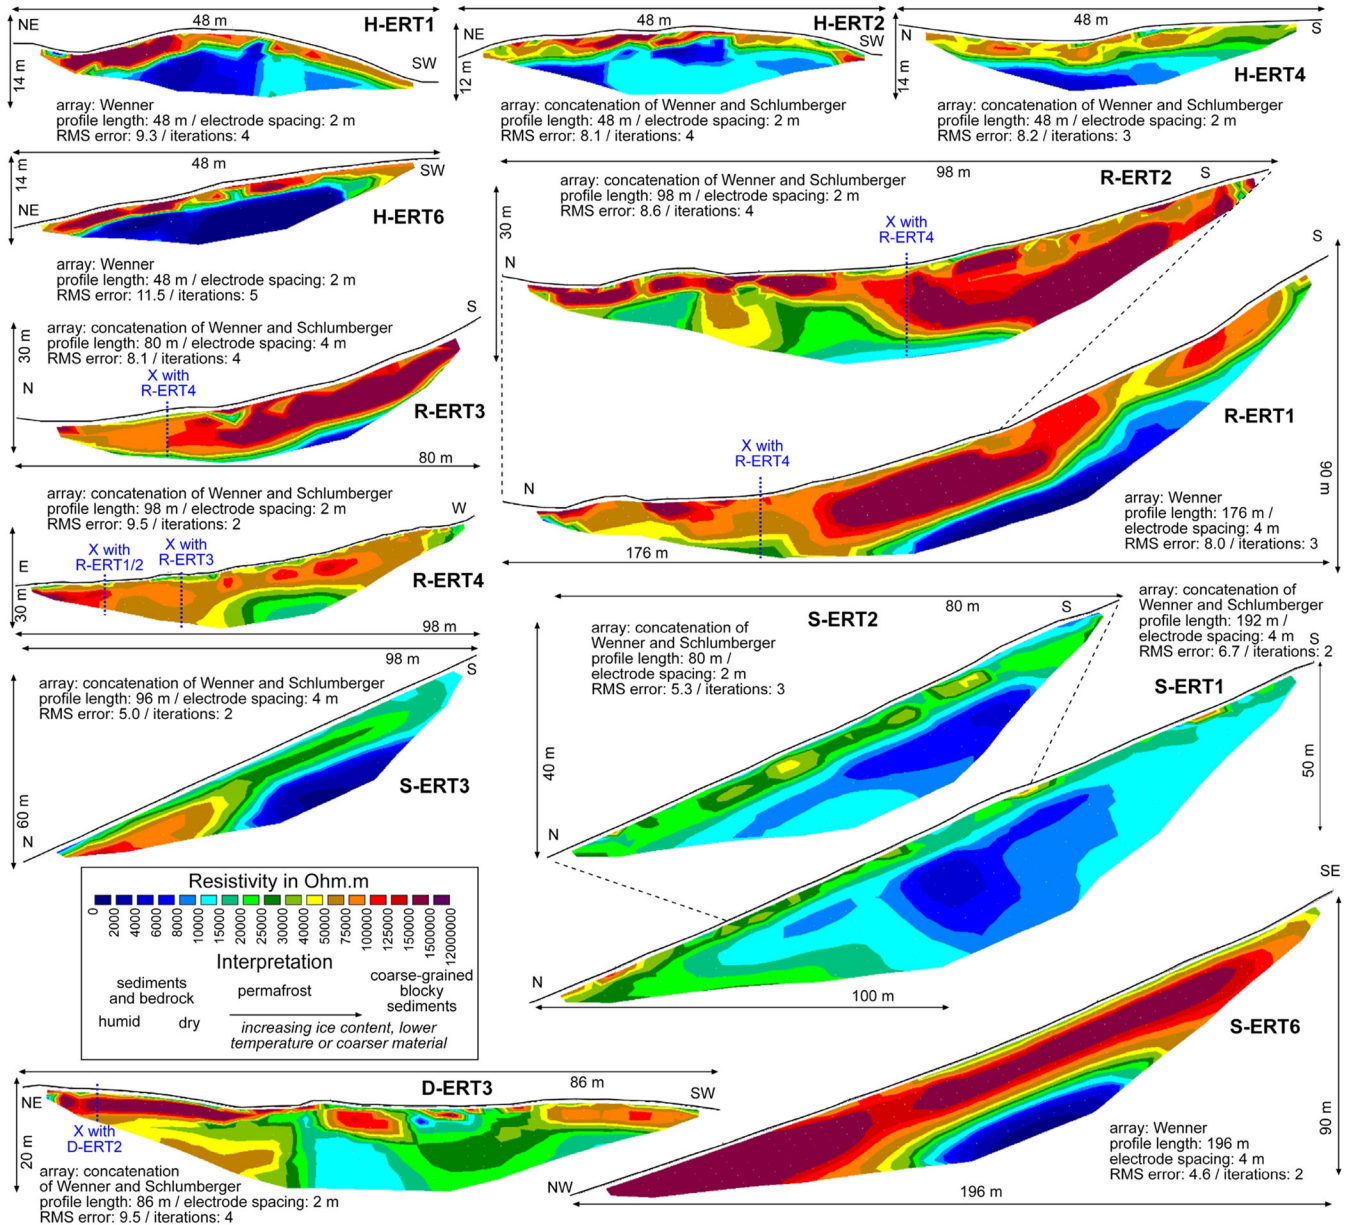 NE
48 m
H-ERT1
SW
14 m
array: Wenner
profile length: 48 m / electrode spacing: 2 m
RMS error: 9.3 / iterations: 4
NE
48 m
H-ERT2
SW
12 m
array: concatenation of Wenner and Schlumberger
profile length: 48 m / electrode spacing: 2 m
RMS error: 8.1 / iterations: 4
N
48 m
S
14 m
H-ERT4
array: concatenation of Wenner and Schlumberger
profile length: 48 m / electrode spacing: 2 m
RMS error: 8.2 / iterations: 3
48 m
14 m
SW
NE
H-ERT6
array: Wenner
profile length: 48 m / electrode spacing: 2 m
RMS error: 11.5 / iterations: 5
array: concatenation of Wenner and Schlumberger
profile length: 98 m / electrode spacing: 2 m
RMS error: 8.6 / iterations: 4
98 m
R-ERT2
S
30 m
X with
R-ERT4
N
S
30 m
array: concatenation of Wenner and Schlumberger
profile length: 80 m / electrode spacing: 4 m
RMS error: 8.1 / iterations: 4
N
X with
R-ERT4
R-ERT3
80 m
R-ERT1
S
X with
R-ERT4
N
90 m
array: Wenner
profile length: 176 m /
electrode spacing: 4 m
RMS error: 8.0 / iterations: 3
176 m
array: concatenation of Wenner and Schlumberger
profile length: 98 m / electrode spacing: 2 m
RMS error: 9.5 / iterations: 2
W
X with
R-ERT1/2
X with
R-ERT3
E
R-ERT4
30 m
98 m
98 m
S
array: concatenation of Wenner and Schlumberger
profile length: 96 m / electrode spacing: 4 m
RMS error: 5.0 / iterations: 2
60 m
S-ERT3
N
S-ERT2
80 m
S
array: concatenation of
Wenner and Schlumberger
profile length: 80 m /
electrode spacing: 2 m
RMS error: 5.3 / iterations: 3
40 m
N
array: concatenation of
Wenner and Schlumberger
profile length: 192 m /
electrode spacing: 4 m
RMS error: 6.7 / iterations: 2
S
S-ERT1
50 m
N
100 m
Resistivity in Ohm.m
0
2000
4000
6000
8000
10000
15000
20000
25000
30000
40000
50000
75000
100000
125000
150000
1500000
12000000
Interpretation
sediments
and bedrock
permafrost
coarse-grained
blocky
sediments
humid
dry
increasing ice content, lower
temperature or coarser material
SE
S-ERT6
90 m
array: Wenner
profile length: 196 m
electrode spacing: 4 m
RMS error: 4.6 / iterations: 2
NW
196 m
D-ERT3
86 m
NE
SW
X with
D-ERT2
20 m
array: concatenation
of Wenner and Schlumberger
profile length: 86 m / electrode spacing: 2 m
RMS error: 9.5 / iterations: 4